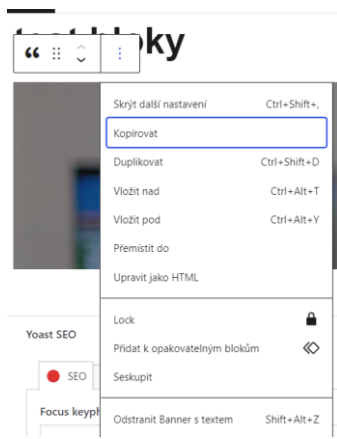 bloky
Skrýt další nastavení Ctrl+Shift+,
Kopírovat
Duplikovat Ctrl+Shift+D
Vložit nad Ctrl+Alt+T
Vložit pod Ctrl+Alt+Y
Přemístit do
Upravit jako HTML
Lock
Yoast SEO
Přidat k opakovatelným blokům
SEO
Seskupit
Focus keyph
Odstranit Banner s textem Shift+Alt+Z